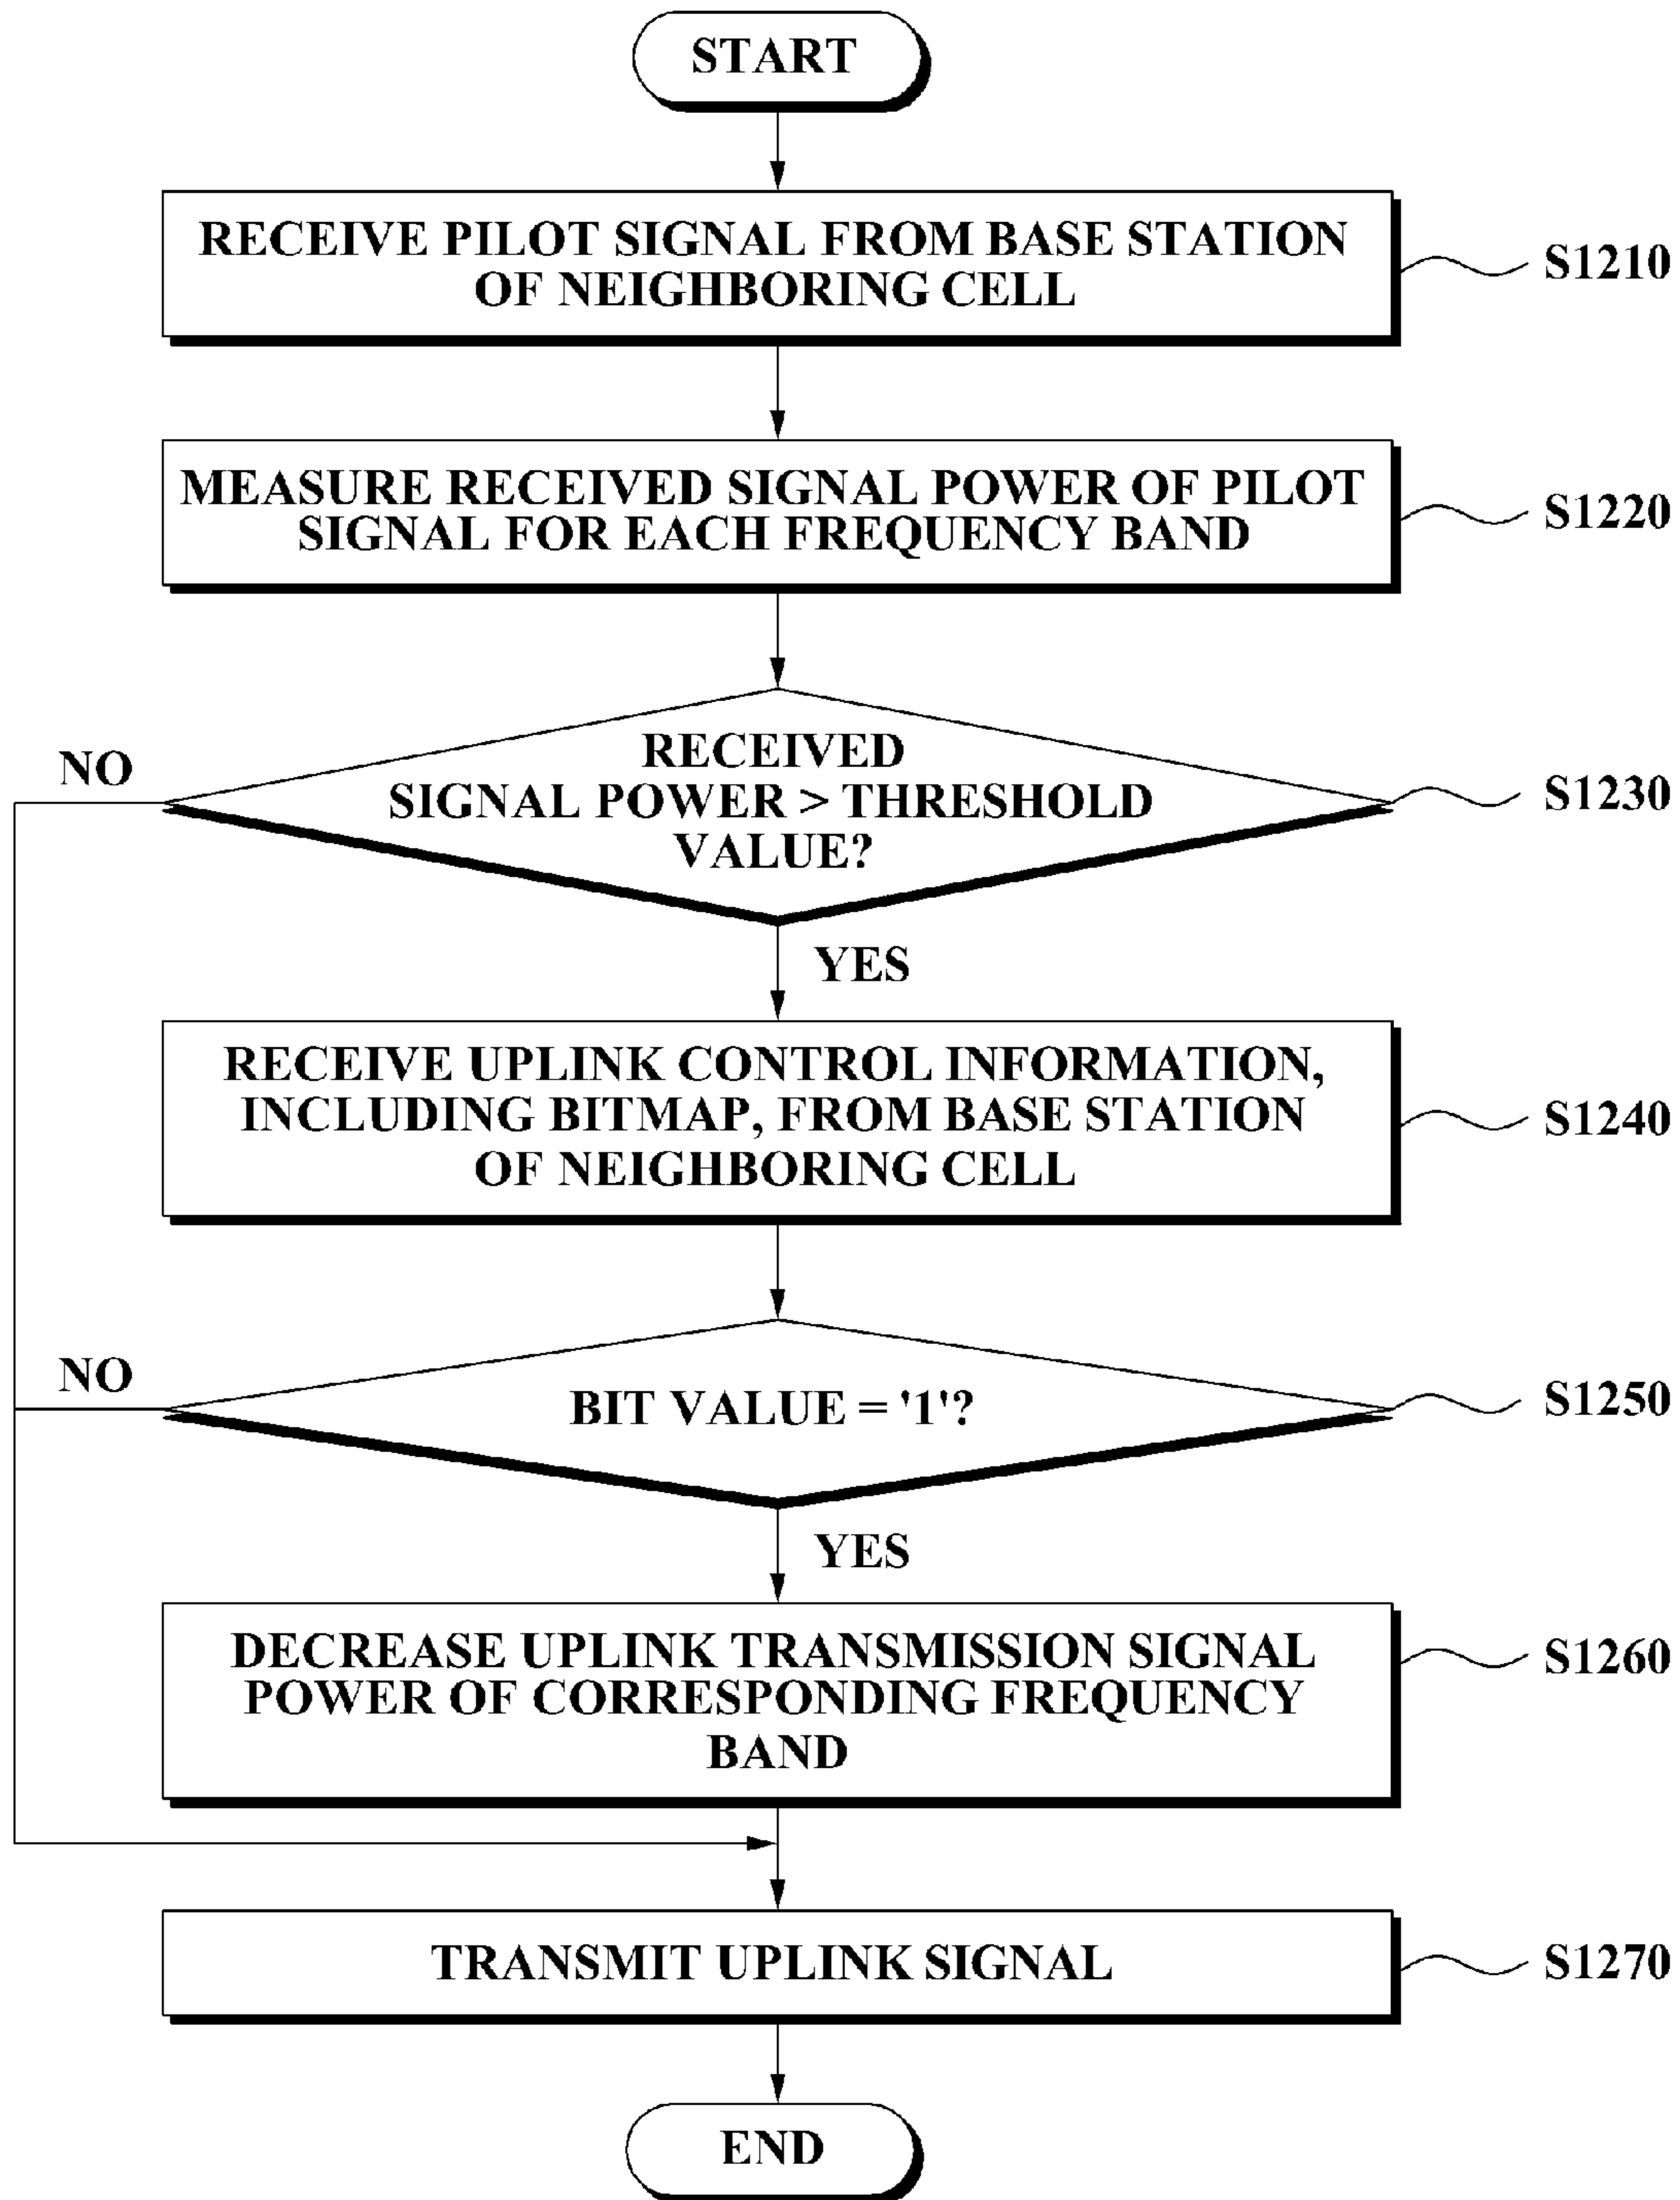 START
RECEIVE PILOT SIGNAL FROM BASE STATION
OF NEIGHBORING CELL
S1210
MEASURE RECEIVED SIGNAL POWER OF PILOT
SIGNAL FOR EACH FREQUENCY BAND
S1220
NO
RECEIVED
SIGNAL POWER > THRESHOLD
VALUE?
S1230
YES
RECEIVE UPLINK CONTROL INFORMATION,
INCLUDING BITMAP, FROM BASE STATION
OF NEIGHBORING CELL
S1240
NO
BIT VALUE = '1'?
S1250
YES
DECREASE UPLINK TRANSMISSION SIGNAL
POWER OF CORRESPONDING FREQUENCY
BAND
S1260
TRANSMIT UPLINK SIGNAL
S1270
END